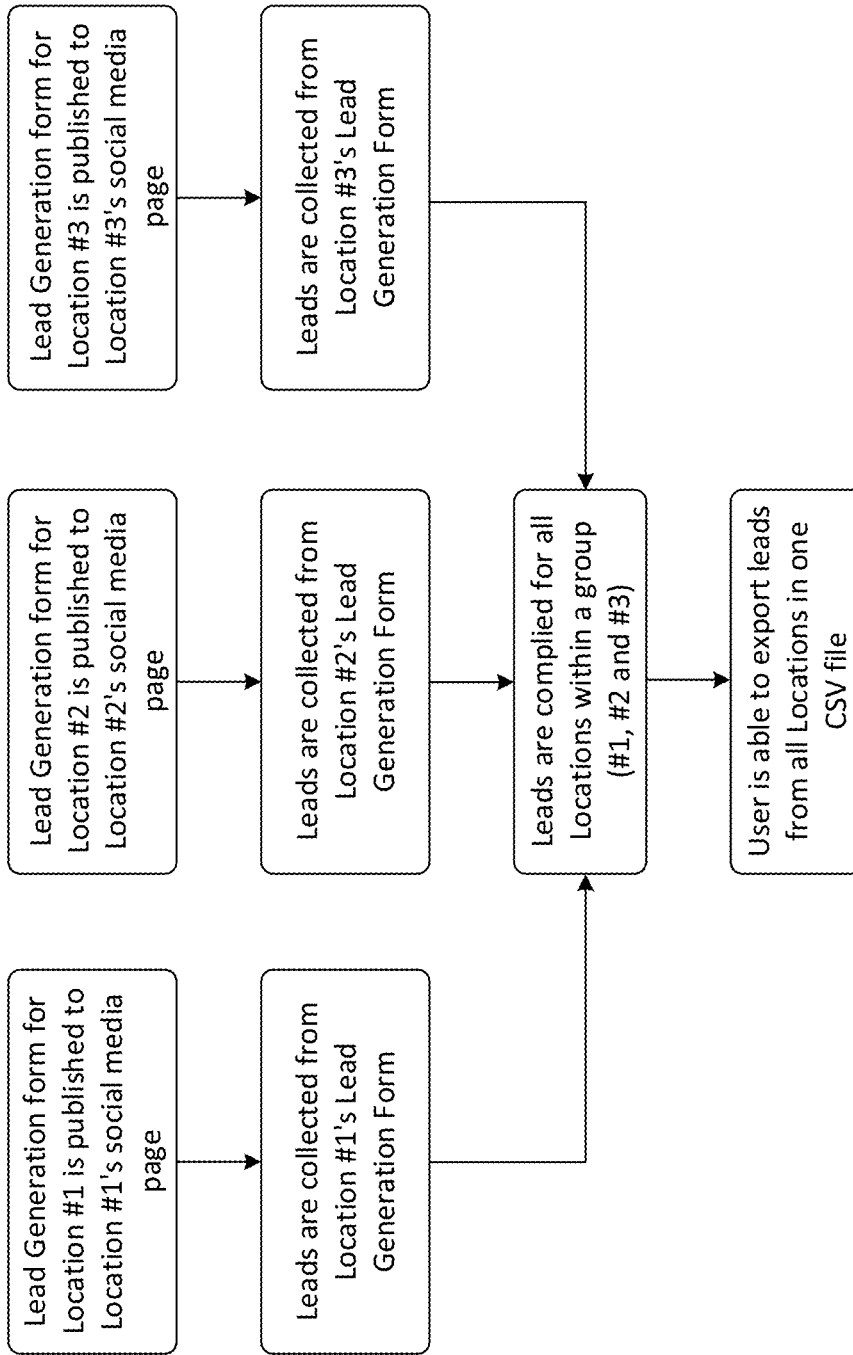 Lead Generation form for
Location #1 is published to
Location #1's social media
page
Lead Generation form for
Location #2 is published to
Location #2's social media
page
Lead Generation form for
Location #3 is published to
Location #3's social media
page
Leads are collected from
Location #1's Lead
Generation Form
Leads are collected from
Location #2's Lead
Generation Form
Leads are collected from
Location #3's Lead
Generation Form
Leads are complied for all
Locations within a group
(#1, #2 and #3)
User is able to export leads
from all Locations in one
CSV file